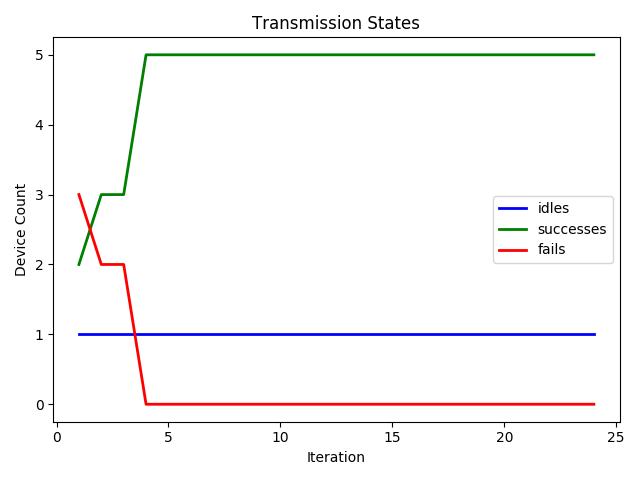 Transmission States
Device Count
5
4
3
2
1
0
idles
successes
fails
0 5 10 15 20 25
Iteration